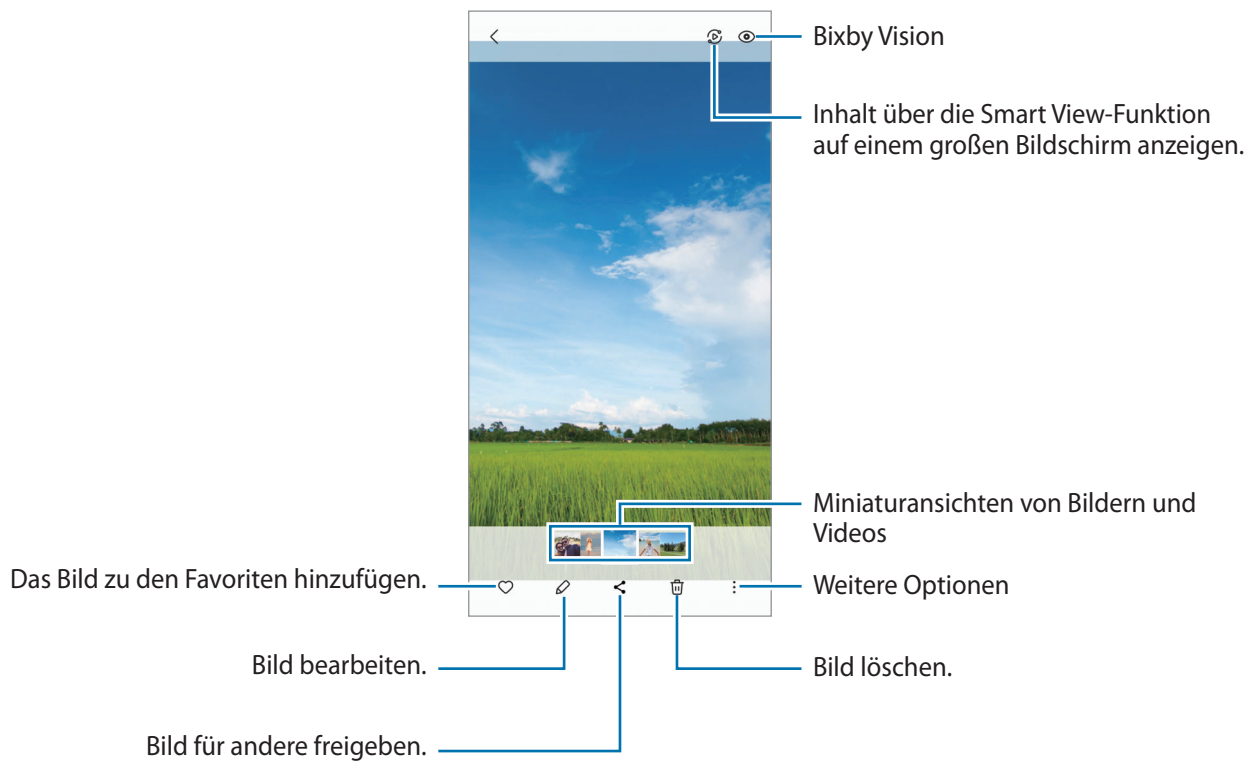 Bixby Vision
Inhalt über die Smart View-Funktion
auf einem großen Bildschirm anzeigen.
Miniaturansichten von Bildern und
Videos
Das Bild zu den Favoriten hinzufügen.
Weitere Optionen
Bild bearbeiten.
Bild löschen.
Bild für andere freigeben.